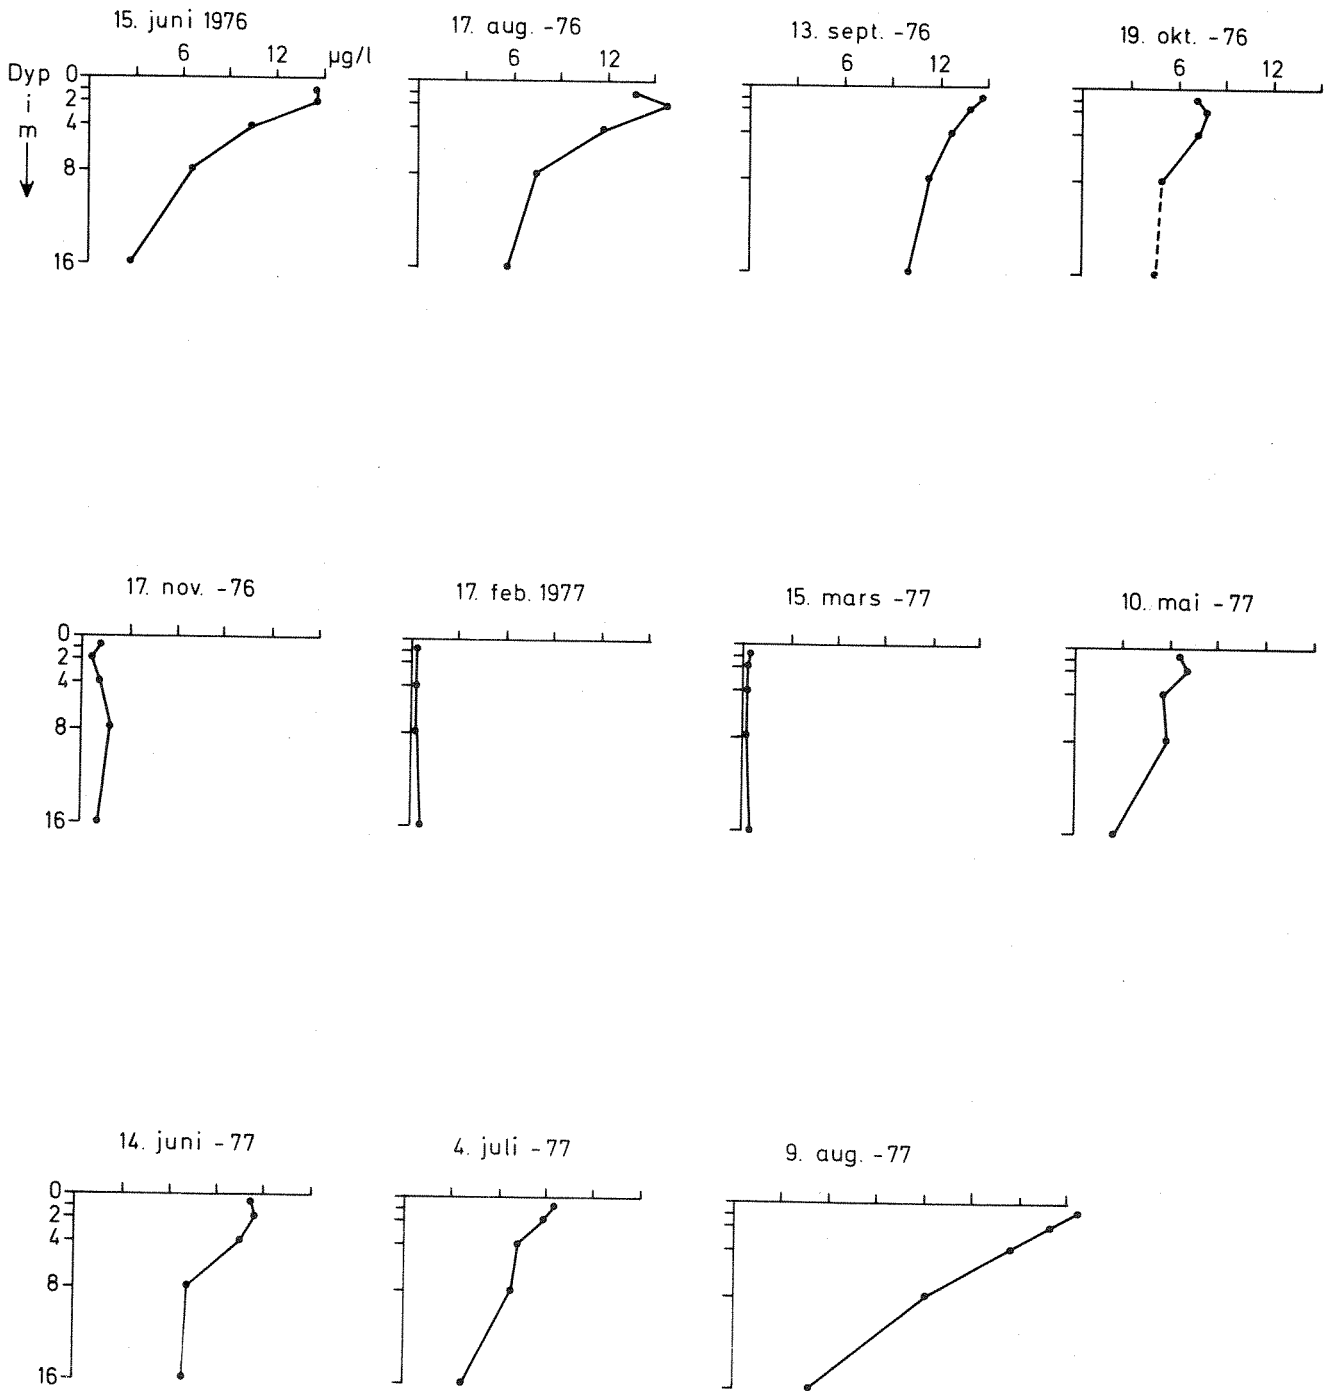 15. juni 1976
17. aug. -76
13. sept. -76
19. okt. -76
6 12 µg/l
6 12
6 12
6 12
Dyp
i
m
0
2
4
8
16
17. nov. -76
17. feb. 1977
15. mars -77
10. mai -77
0
2
4
8
16
14. juni -77
4. juli -77
9. aug. -77
0
2
4
8
16